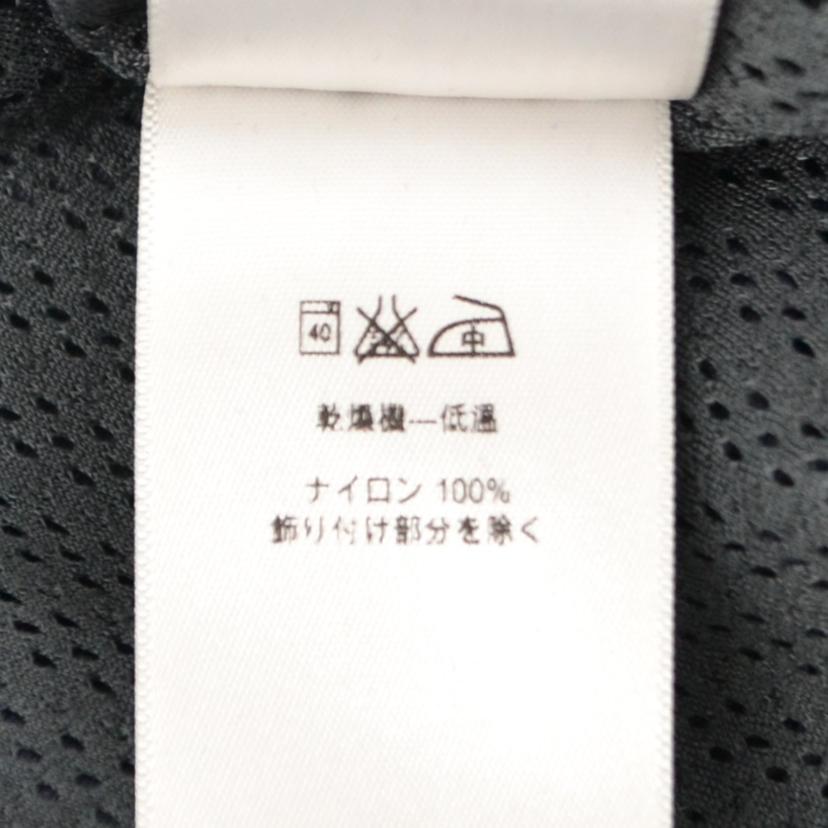 40 中
乾燥機—低温
ナイロン 100%
飾り付け部分を除く